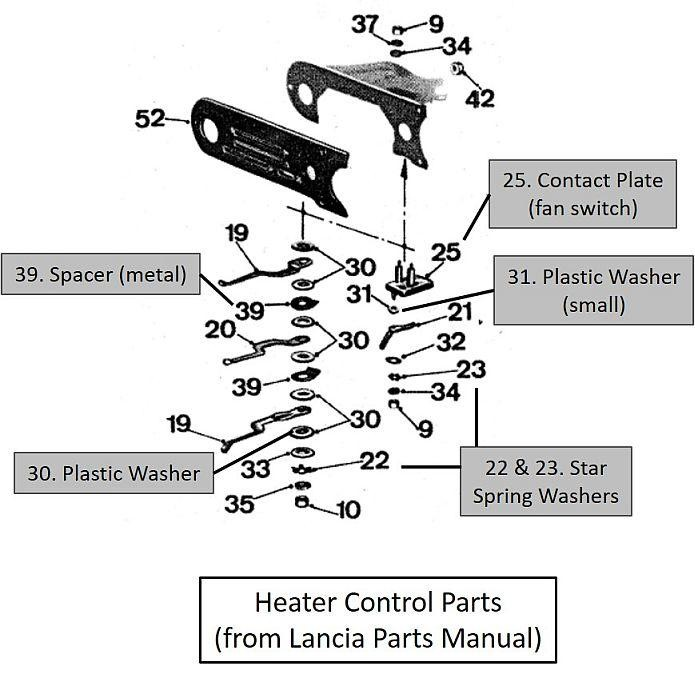 37
9
34
42
52
25. Contact Plate
(fan switch)
19
30
25
39. Spacer (metal)
31. Plastic Washer
(small)
31
39
21
20
30
32
39
23
34
19
30
9
30. Plastic Washer
33
22
22 & 23. Star
Spring Washers
35
10
Heater Control Parts
(from Lancia Parts Manual)